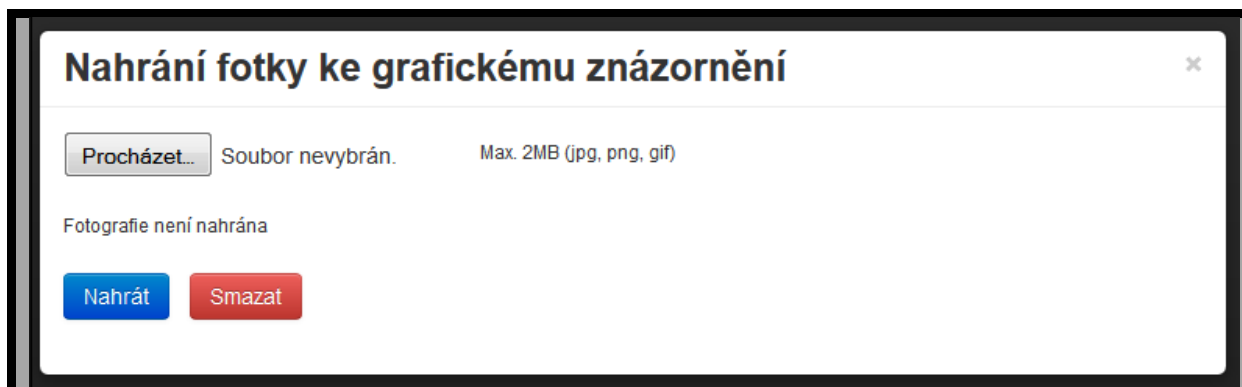 Nahrání fotky ke grafickému znázornění ×
Procházet... Soubor nevybrán. Max. 2MB (jpg, png, gif)
Fotografie není nahrána
Nahrát Smazat